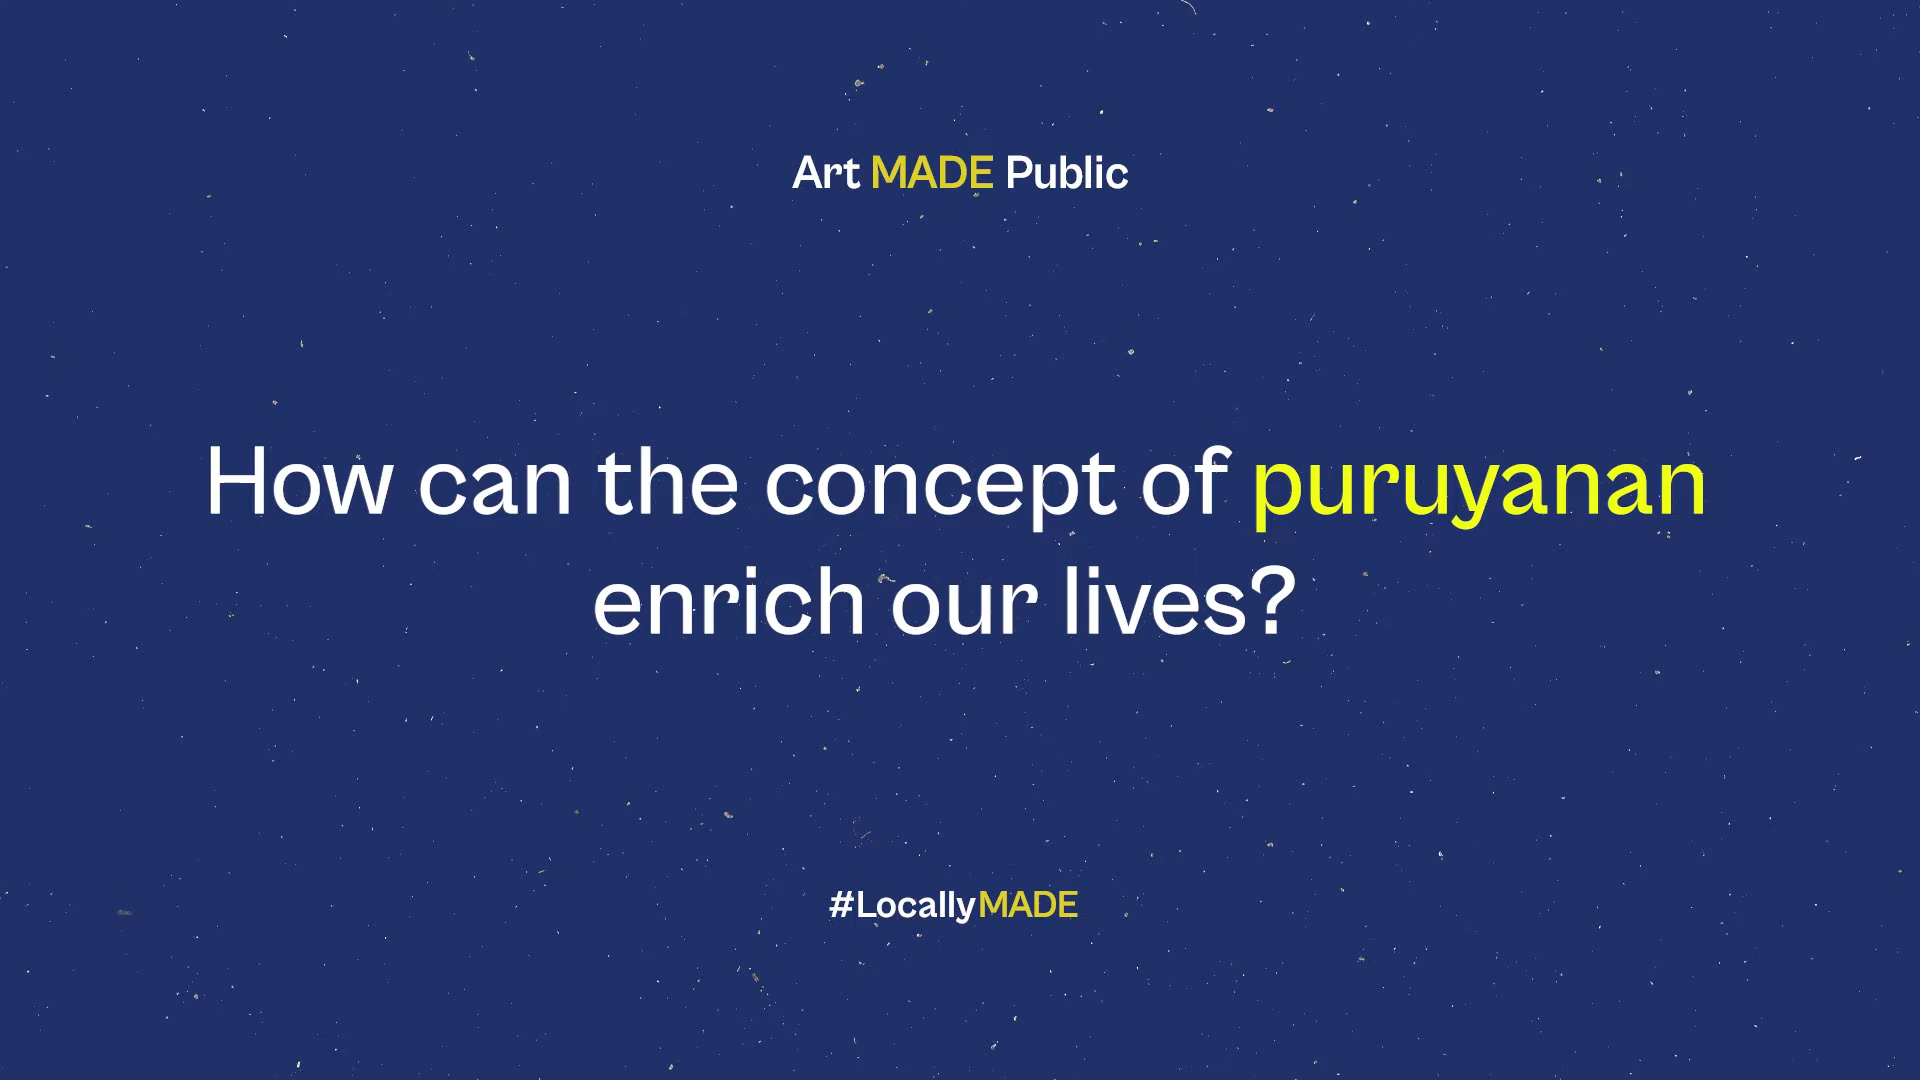 Art MADE Public
How can the concept of puruyanan
enrich our lives?
#LocallyMADE